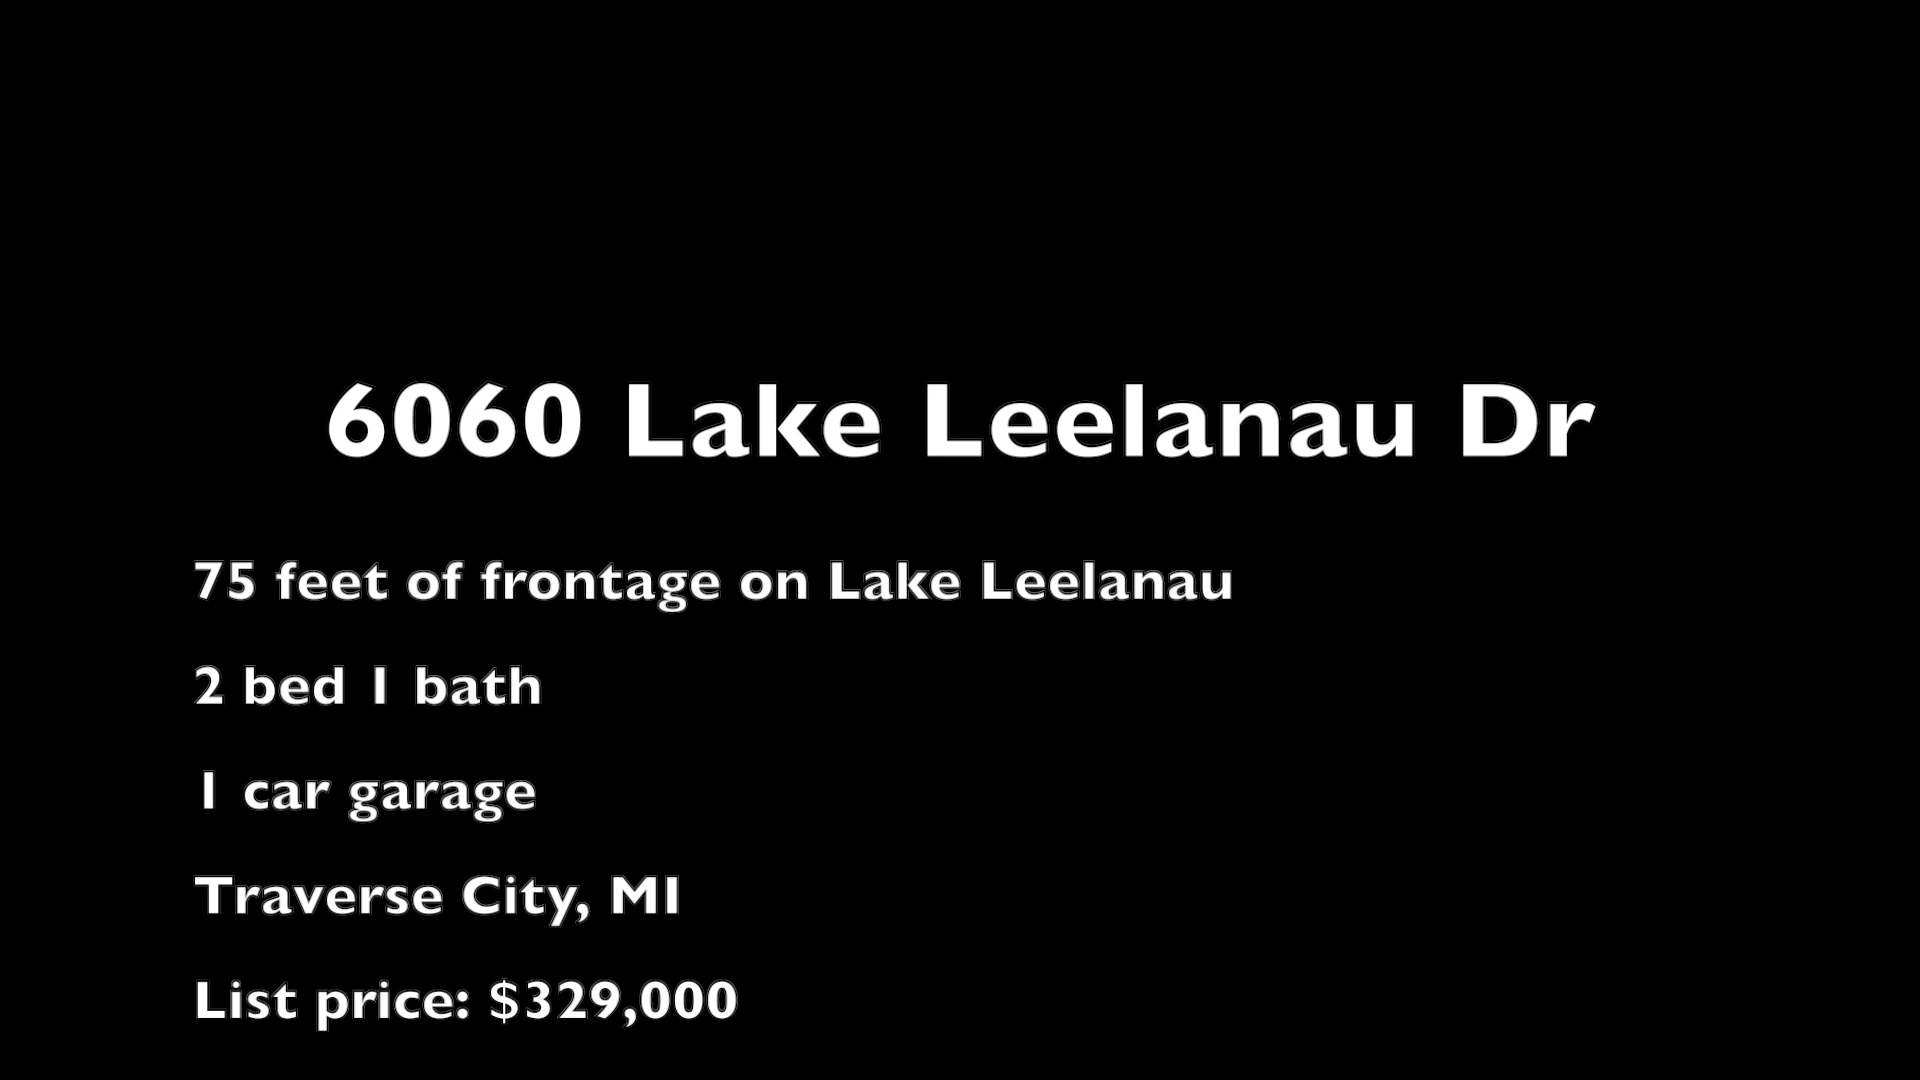 6060 Lake Leelanau Dr
75 feet of frontage on Lake Leelanau
2 bed 1 bath
1 car garage
Traverse City, MI
List price: $329,000